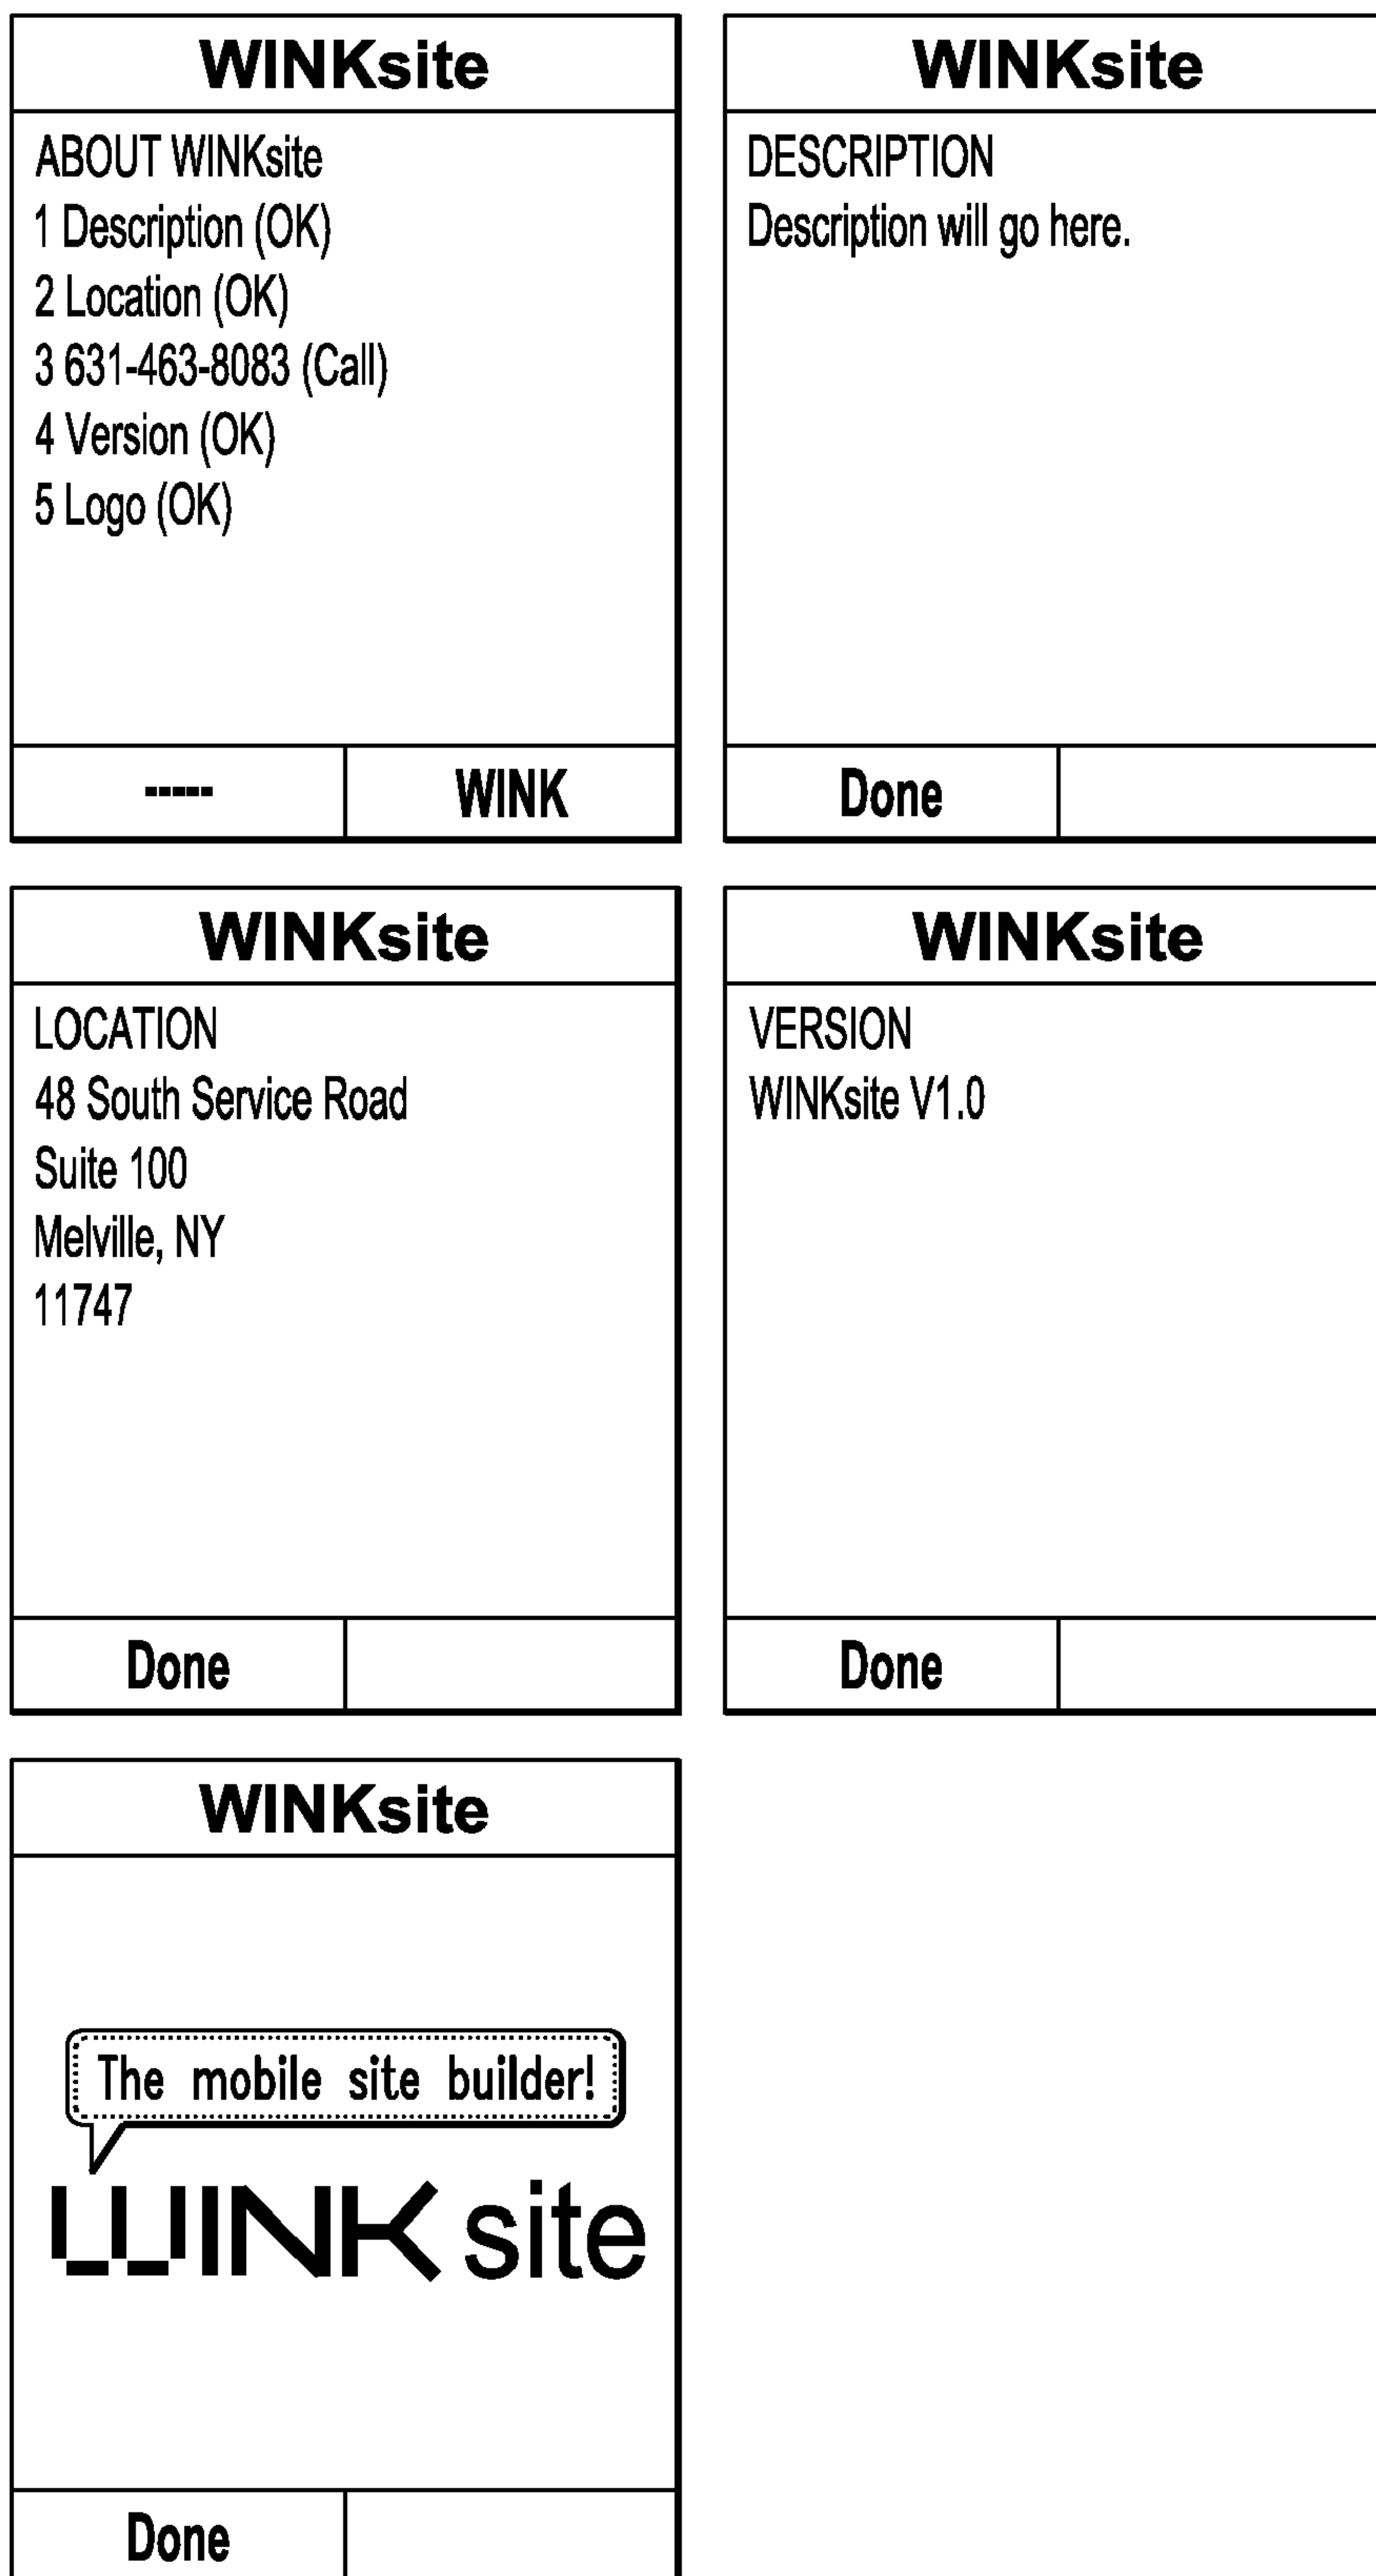 WINKsite
ABOUT WINKsite
1 Description (OK)
2 Location (OK)
3 631-463-8083 (Call)
4 Version (OK)
5 Logo (OK)
----- WINK
WINKsite
DESCRIPTION
Description will go here.
Done
WINKsite
LOCATION
48 South Service Road
Suite 100
Melville, NY
11747
Done
WINKsite
VERSION
WINKsite V1.0
Done
WINKsite
The mobile site builder!
WINK site
Done